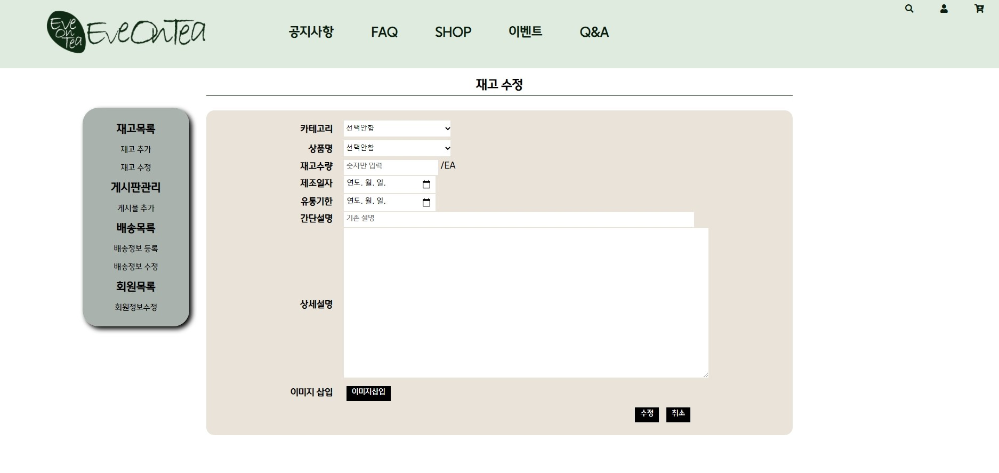 Eve
On
Tea
EveOnTea
공지사항 FAQ SHOP 이벤트 Q&A
재고 수정
재고목록
재고 추가
재고 수정
게시판관리
게시물 추가
배송목록
배송정보 등록
배송정보 수정
회원목록
회원정보수정
카테고리 선택안함
상품명 선택안함
재고수량 숫자만 입력 /EA
제조일자 연도. 월. 일.
유통기한 연도. 월. 일.
간단설명 기존 설명
상세설명
이미지 삽입 이미지삽입
수정 취소